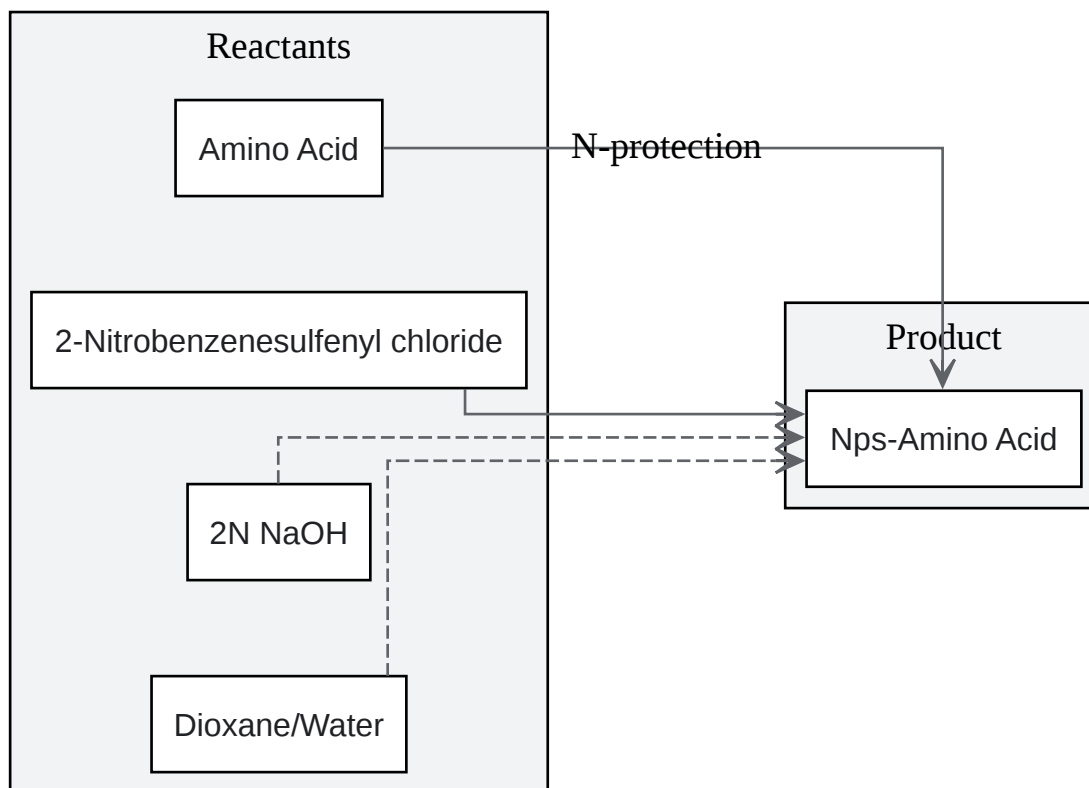 Reactants
Amino Acid
N-protection
2-Nitrobenzenesulfenyl chloride
Product
Nps-Amino Acid
2N NaOH
Dioxane/Water